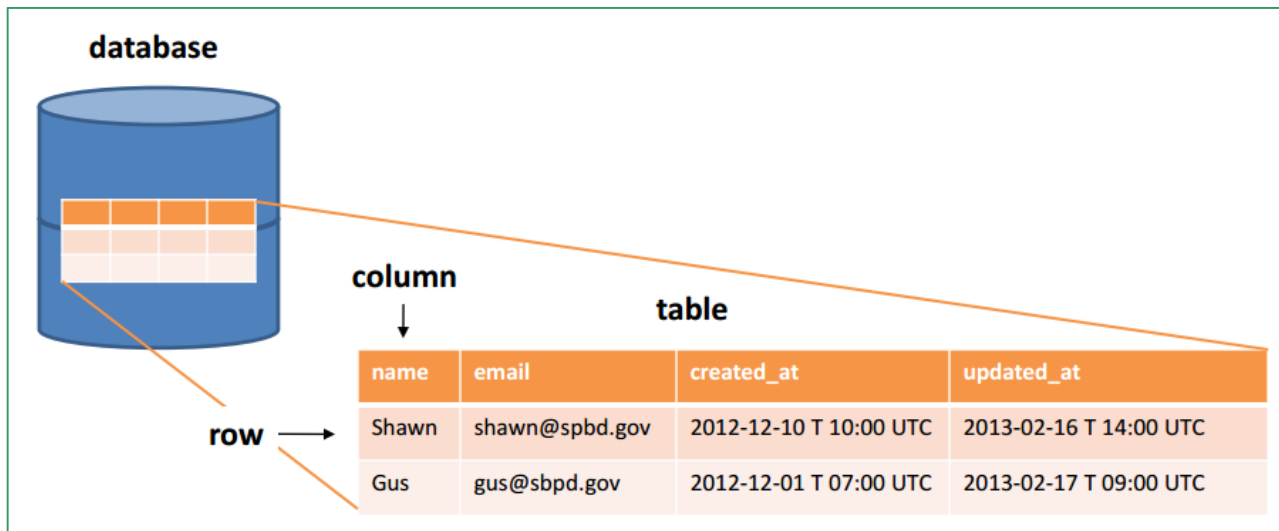 database
column
table
name email created_at updated_at
row
Shawn shawn@spbd.gov 2012-12-10 T 10:00 UTC 2013-02-16 T 14:00 UTC
Gus gus@sbpd.gov 2012-12-01 T 07:00 UTC 2013-02-17 T 09:00 UTC